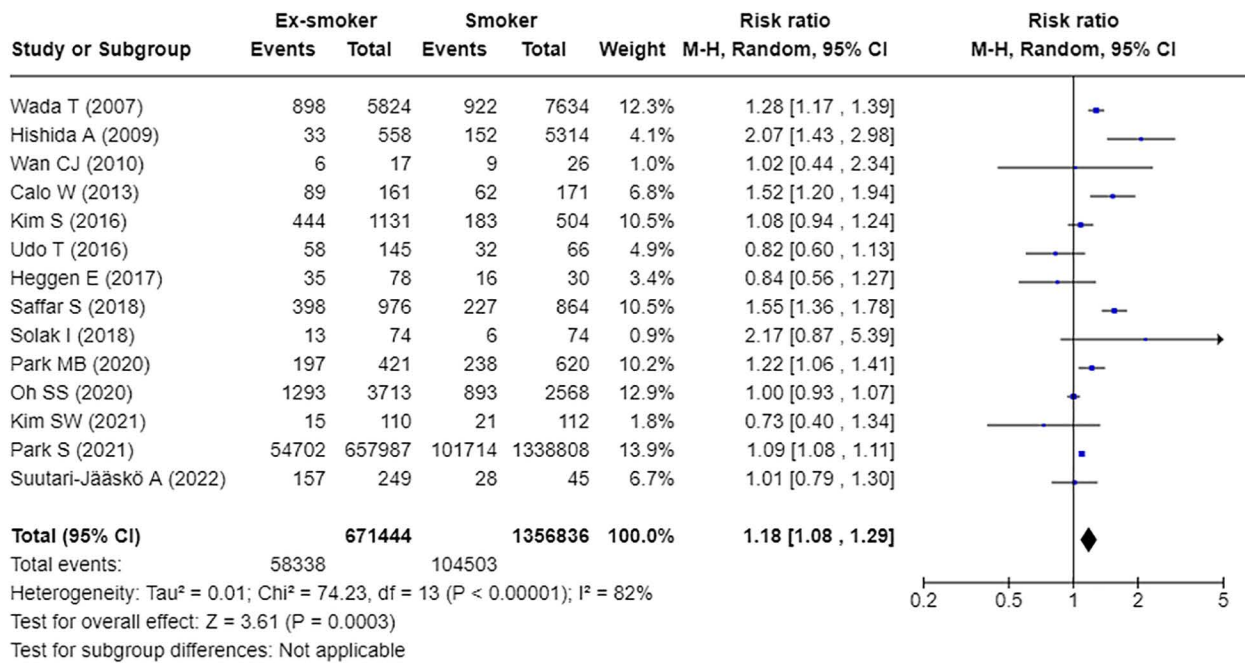 Ex-smoker Smoker Risk ratio Risk ratio
Study or Subgroup Events Total Events Total Weight M-H, Random, 95% CI M-H, Random, 95% CI
Wada T (2007) 898 5824 922 7634 12.3% 1.28 [1.17 , 1.39]
Hishida A (2009) 33 558 152 5314 4.1% 2.07 [1.43 , 2.98]
Wan CJ (2010) 6 17 9 26 1.0% 1.02 [0.44 , 2.34]
Calo W (2013) 89 161 62 171 6.8% 1.52 [1.20 , 1.94]
Kim S (2016) 444 1131 183 504 10.5% 1.08 [0.94 , 1.24]
Udo T (2016) 58 145 32 66 4.9% 0.82 [0.60 , 1.13]
Heggen E (2017) 35 78 16 30 3.4% 0.84 [0.56 , 1.27]
Saffar S (2018) 398 976 227 864 10.5% 1.55 [1.36 , 1.78]
Solak I (2018) 13 74 6 74 0.9% 2.17 [0.87 , 5.39]
Park MB (2020) 197 421 238 620 10.2% 1.22 [1.06 , 1.41]
Oh SS (2020) 1293 3713 893 2568 12.9% 1.00 [0.93 , 1.07]
Kim SW (2021) 15 110 21 112 1.8% 0.73 [0.40 , 1.34]
Park S (2021) 54702 657987 101714 1338808 13.9% 1.09 [1.08 , 1.11]
Suutari-Jääskö A (2022) 157 249 28 45 6.7% 1.01 [0.79 , 1.30]
Total (95% CI) 671444 1356836 100.0% 1.18 [1.08 , 1.29]
Total events: 58338 104503
Heterogeneity: Tau² = 0.01; Chi² = 74.23, df = 13 (P < 0.00001); I² = 82%
0.2 0.5 1 2 5
Test for overall effect: Z = 3.61 (P = 0.0003)
Test for subgroup differences: Not applicable